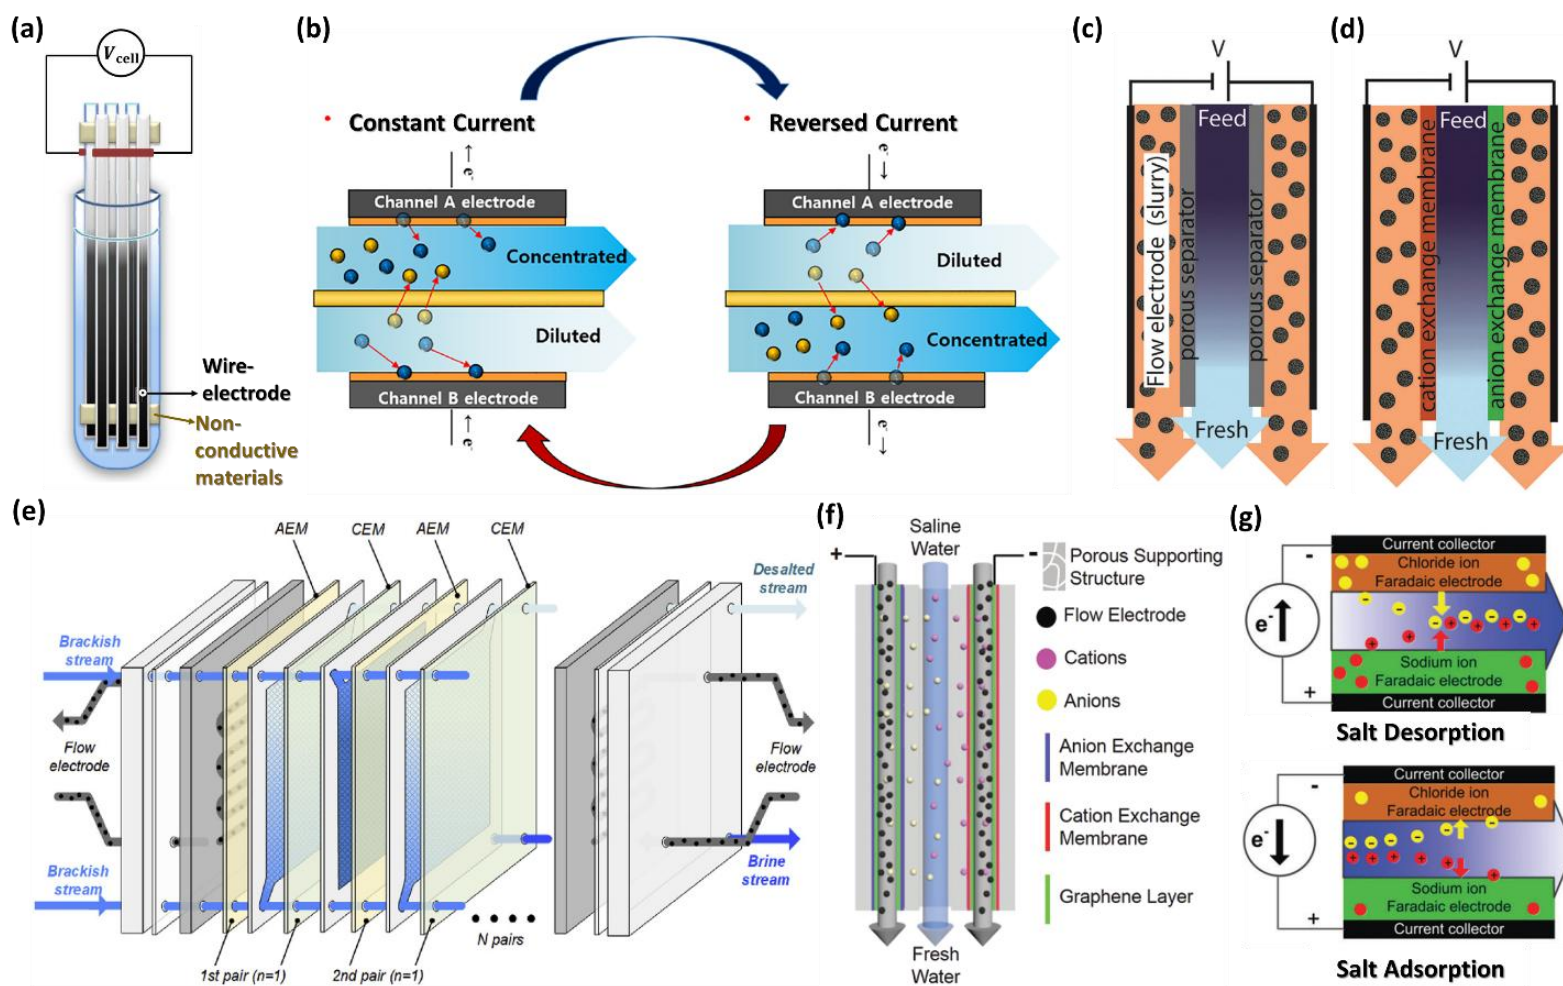 (a)
V_cell
Wire-
electrode
Non-
conductive
materials
(b)
• Constant Current
• Reversed Current
e⁻ →
Channel A electrode
Concentrated
Diluted
Channel B electrode
e⁻ →
e⁻ ↓
Channel A electrode
Diluted
Concentrated
Channel B electrode
e⁻ ↓
(c)
V
Feed
Flow electrode (slurry)
porous separator
porous separator
Fresh
(d)
V
Feed
cation exchange membrane
anion exchange membrane
Fresh
(e)
AEM
CEM
AEM
CEM
Brackish
stream
Flow
electrode
Brackish
stream
1st pair (n=1)
2nd pair (n=1)
N pairs
Desalted
stream
Flow
electrode
Brine
stream
(f)
Saline
Water
+
-
Fresh
Water
Porous Supporting
Structure
Flow Electrode
Cations
Anions
Anion Exchange
Membrane
Cation Exchange
Membrane
Graphene Layer
(g)
-
e⁻
+
Current collector
Chloride ion
Faradaic electrode
Sodium ion
Faradaic electrode
Current collector
Salt Desorption
-
e⁻
+
Current collector
Chloride ion
Faradaic electrode
Sodium ion
Faradaic electrode
Current collector
Salt Adsorption